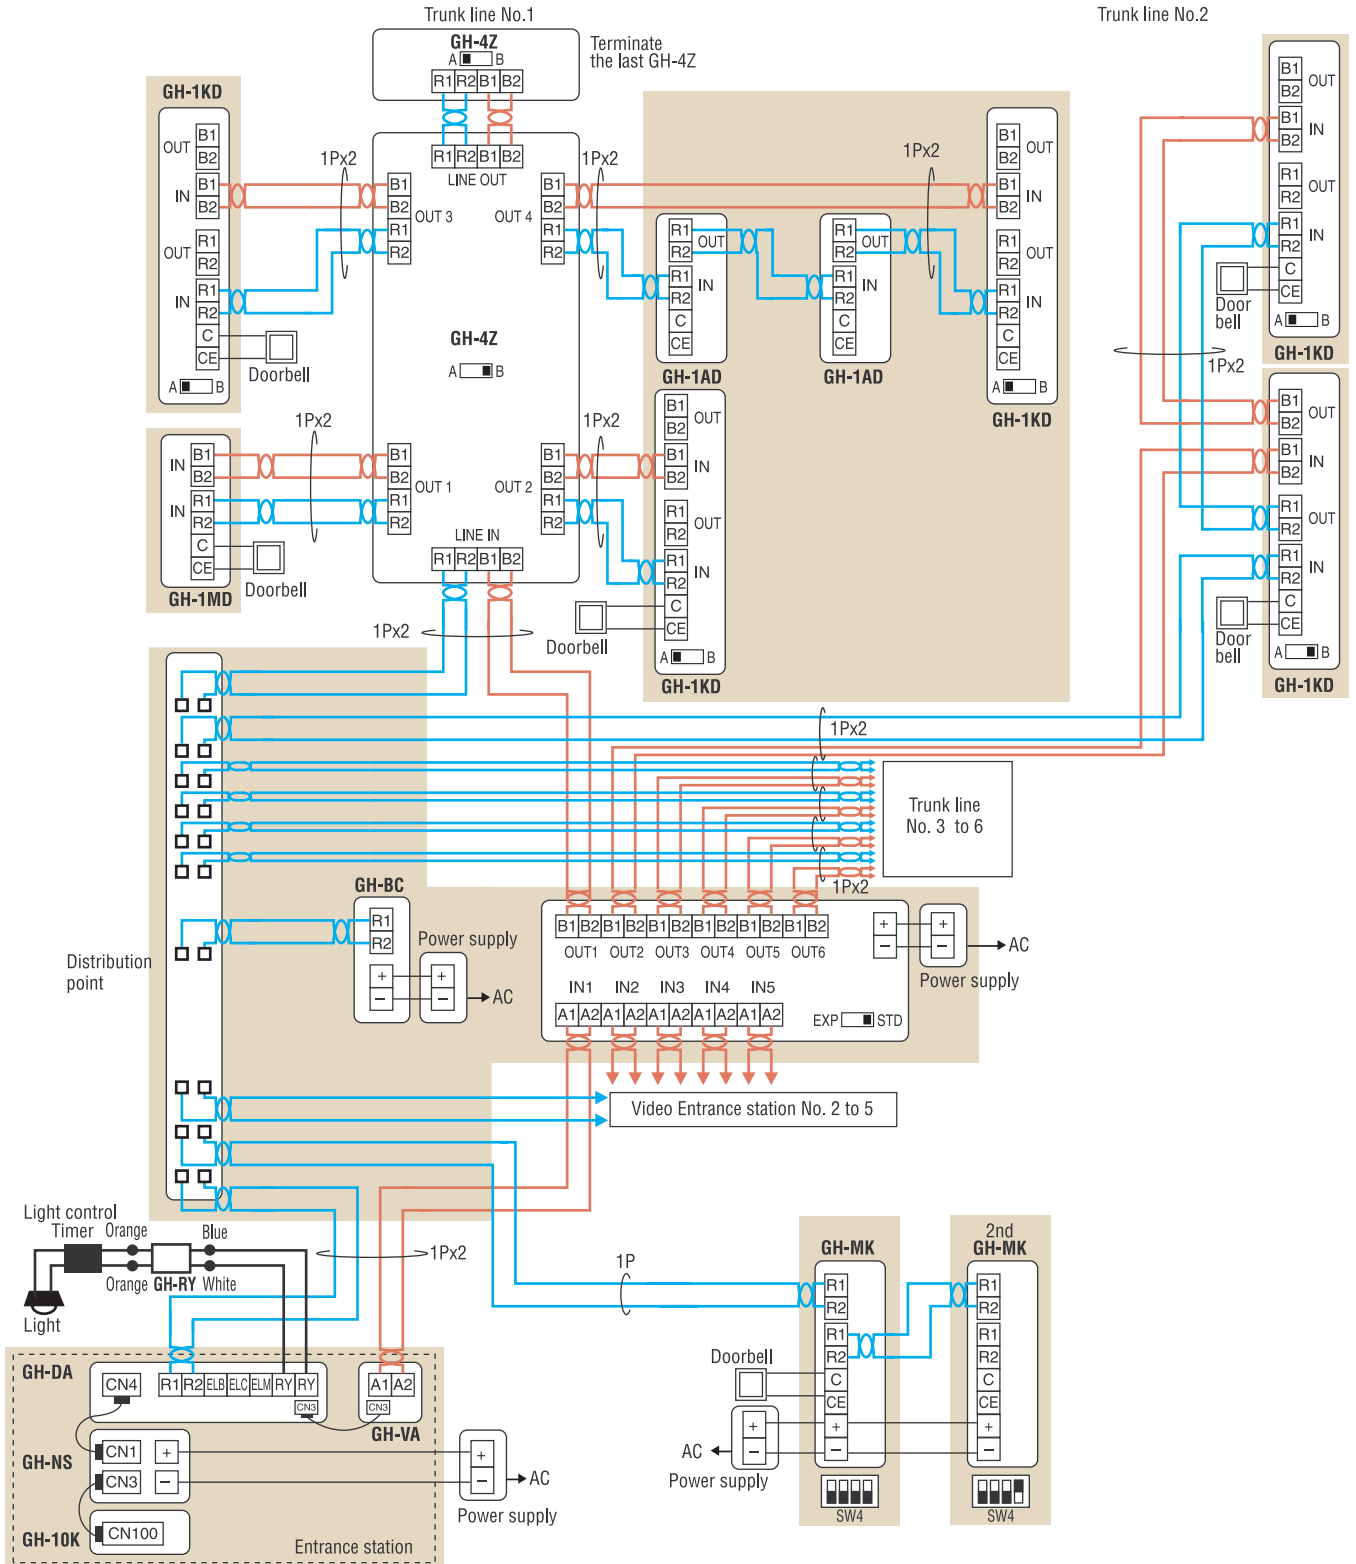 Trunk line No.1
Trunk line No.2
GH-4Z
A B
R1 R2 B1 B2
Terminate
the last GH-4Z
GH-1KD
OUT
B1
B2
IN
B1
B2
OUT
R1
R2
IN
R1
R2
C
CE
A B
Doorbell
1Px2
R1 R2 B1 B2
LINE OUT
B1
B2
R1
R2
OUT 3
OUT 4
B1
B2
R1
R2
GH-4Z
A B
1Px2
R1
R2
OUT
R1
R2
IN
C
CE
GH-1AD
R1
R2
OUT
R1
R2
IN
C
CE
GH-1AD
1Px2
B1
B2
OUT
B1
B2
IN
R1
R2
OUT
R1
R2
IN
C
CE
A B
GH-1KD
B1
B2
OUT
B1
B2
IN
R1
R2
OUT
R1
R2
IN
C
CE
Door
bell
A B
GH-1KD
1Px2
B1
B2
OUT
B1
B2
IN
R1
R2
OUT
R1
R2
IN
C
CE
Door
bell
A B
GH-1KD
IN
B1
B2
IN
R1
R2
C
CE
GH-1MD
Doorbell
1Px2
B1
B2
R1
R2
OUT 1
OUT 2
B1
B2
R1
R2
LINE IN
R1 R2 B1 B2
1Px2
1Px2
B1
B2
OUT
B1
B2
IN
R1
R2
OUT
R1
R2
IN
C
CE
Doorbell
A B
GH-1KD
1Px2
Trunk line
No. 3 to 6
1Px2
GH-BC
R1
R2
+
−
Power supply
+
−
AC
Distribution
point
B1 B2 B1 B2 B1 B2 B1 B2 B1 B2 B1 B2
OUT1 OUT2 OUT3 OUT4 OUT5 OUT6
IN1 IN2 IN3 IN4 IN5
A1 A2 A1 A2 A1 A2 A1 A2 A1 A2
EXP STD
+
−
+
−
AC
Power supply
Video Entrance station No. 2 to 5
Light control
Timer
Orange
Blue
Orange
GH-RY
White
Light
1Px2
1P
GH-MK
R1
R2
R1
R2
C
CE
+
−
SW4
Doorbell
+
−
AC
Power supply
2nd
GH-MK
R1
R2
R1
R2
C
CE
+
−
SW4
GH-DA
CN4
R1 R2 ELB ELC ELM RY RY
CN3
A1 A2
CN3
GH-VA
GH-NS
CN1
+
CN3
−
+
−
AC
Power supply
GH-10K
CN100
Entrance station